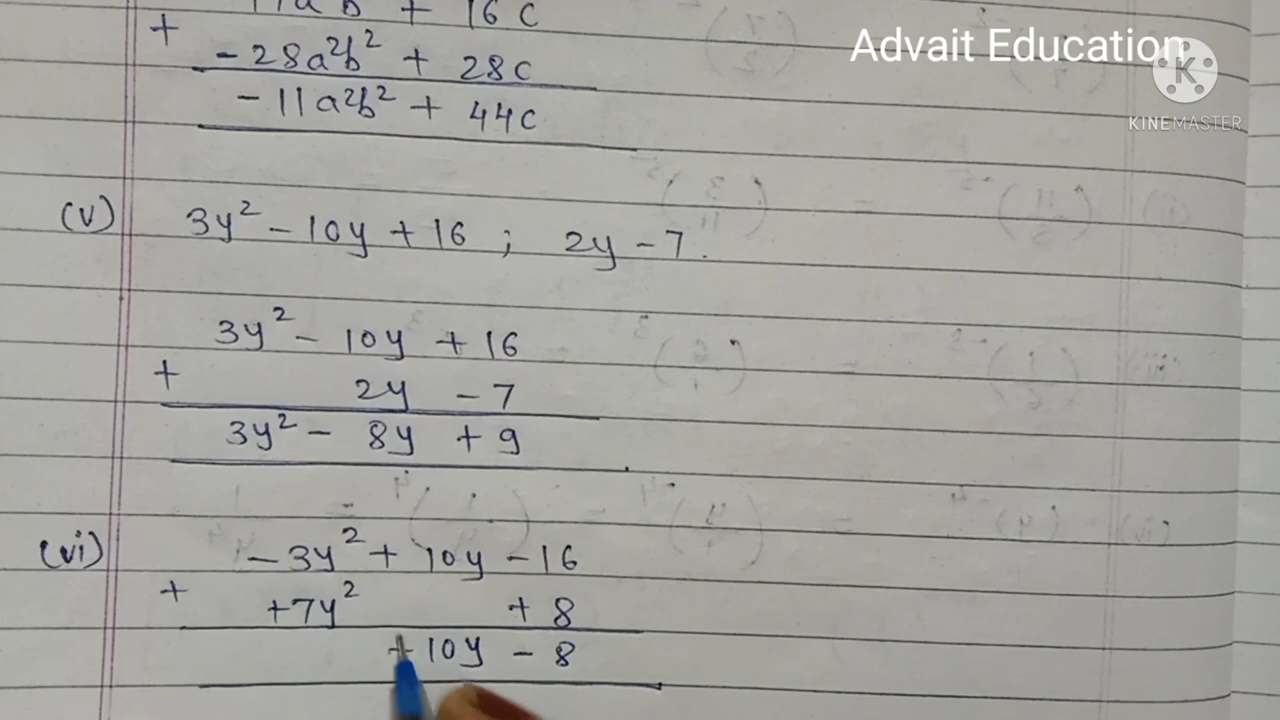 + 16c
Advait Education
+
- 28a²b² + 28c
K
- 11a²b² + 44c
KINEMASTER
(v) 3y² - 10y + 16 ; 2y - 7.
3y² - 10y + 16
+ 2y - 7
3y² - 8y + 9
(vi) - 3y² + 10y - 16
+ +7y² + 8
+ 10y - 8